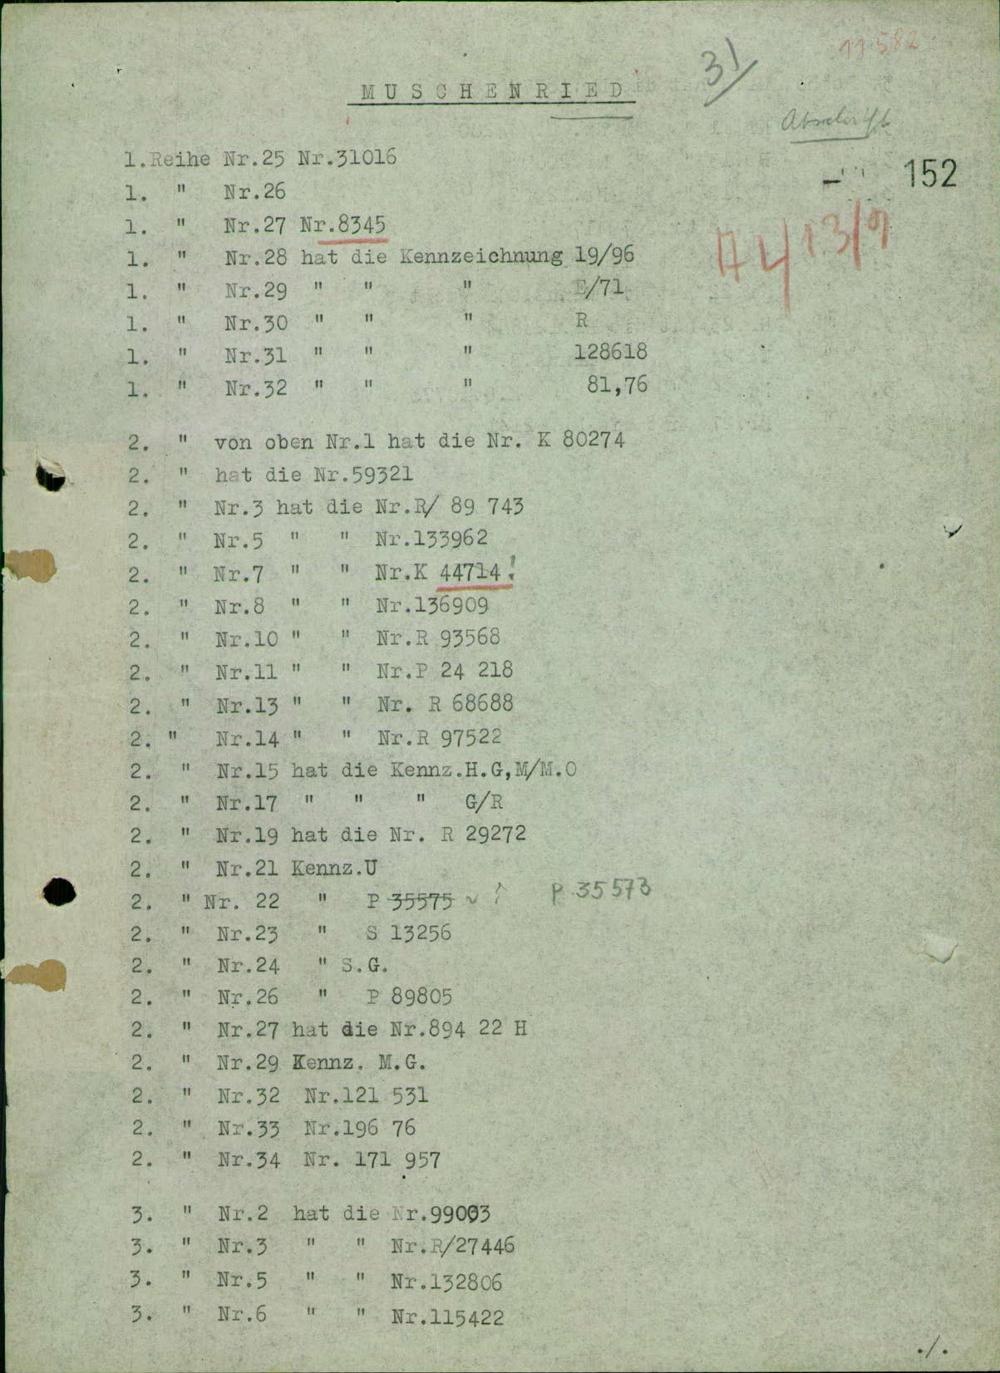 11582
31
MUSCHENRIED
Abschrift
152
1.Reihe Nr.25 Nr.31016
1. " Nr.26
1. " Nr.27 Nr.8345
1. " Nr.28 hat die Kennzeichnung 19/96
1. " Nr.29 " " " E/71
1. " Nr.30 " " " R
1. " Nr.31 " " " 128618
1. " Nr.32 " " " 81,76
2. " von oben Nr.1 hat die Nr. K 80274
2. " hat die Nr.59321
2. " Nr.3 hat die Nr.R/ 89 743
2. " Nr.5 " " Nr.133962
2. " Nr.7 " " Nr.K 44714!
2. " Nr.8 " " Nr.136909
2. " Nr.10 " " Nr.R 93568
2. " Nr.11 " " Nr.P 24 218
2. " Nr.13 " " Nr. R 68688
2. " Nr.14 " " Nr.R 97522
2. " Nr.15 hat die Kennz.H.G,M/M.O
2. " Nr.17 " " " G/R
2. " Nr.19 hat die Nr. R 29272
2. " Nr.21 Kennz.U
2. " Nr. 22 " P 35575 ? P 35573
2. " Nr.23 " S 13256
2. " Nr.24 " S.G.
2. " Nr.26 " P 89805
2. " Nr.27 hat die Nr.894 22 H
2. " Nr.29 Kennz. M.G.
2. " Nr.32 Nr.121 531
2. " Nr.33 Nr.196 76
2. " Nr.34 Nr. 171 957
3. " Nr.2 hat die Nr.99003
3. " Nr.3 " " Nr.R/27446
3. " Nr.5 " " Nr.132806
3. " Nr.6 " " Nr.115422
./.